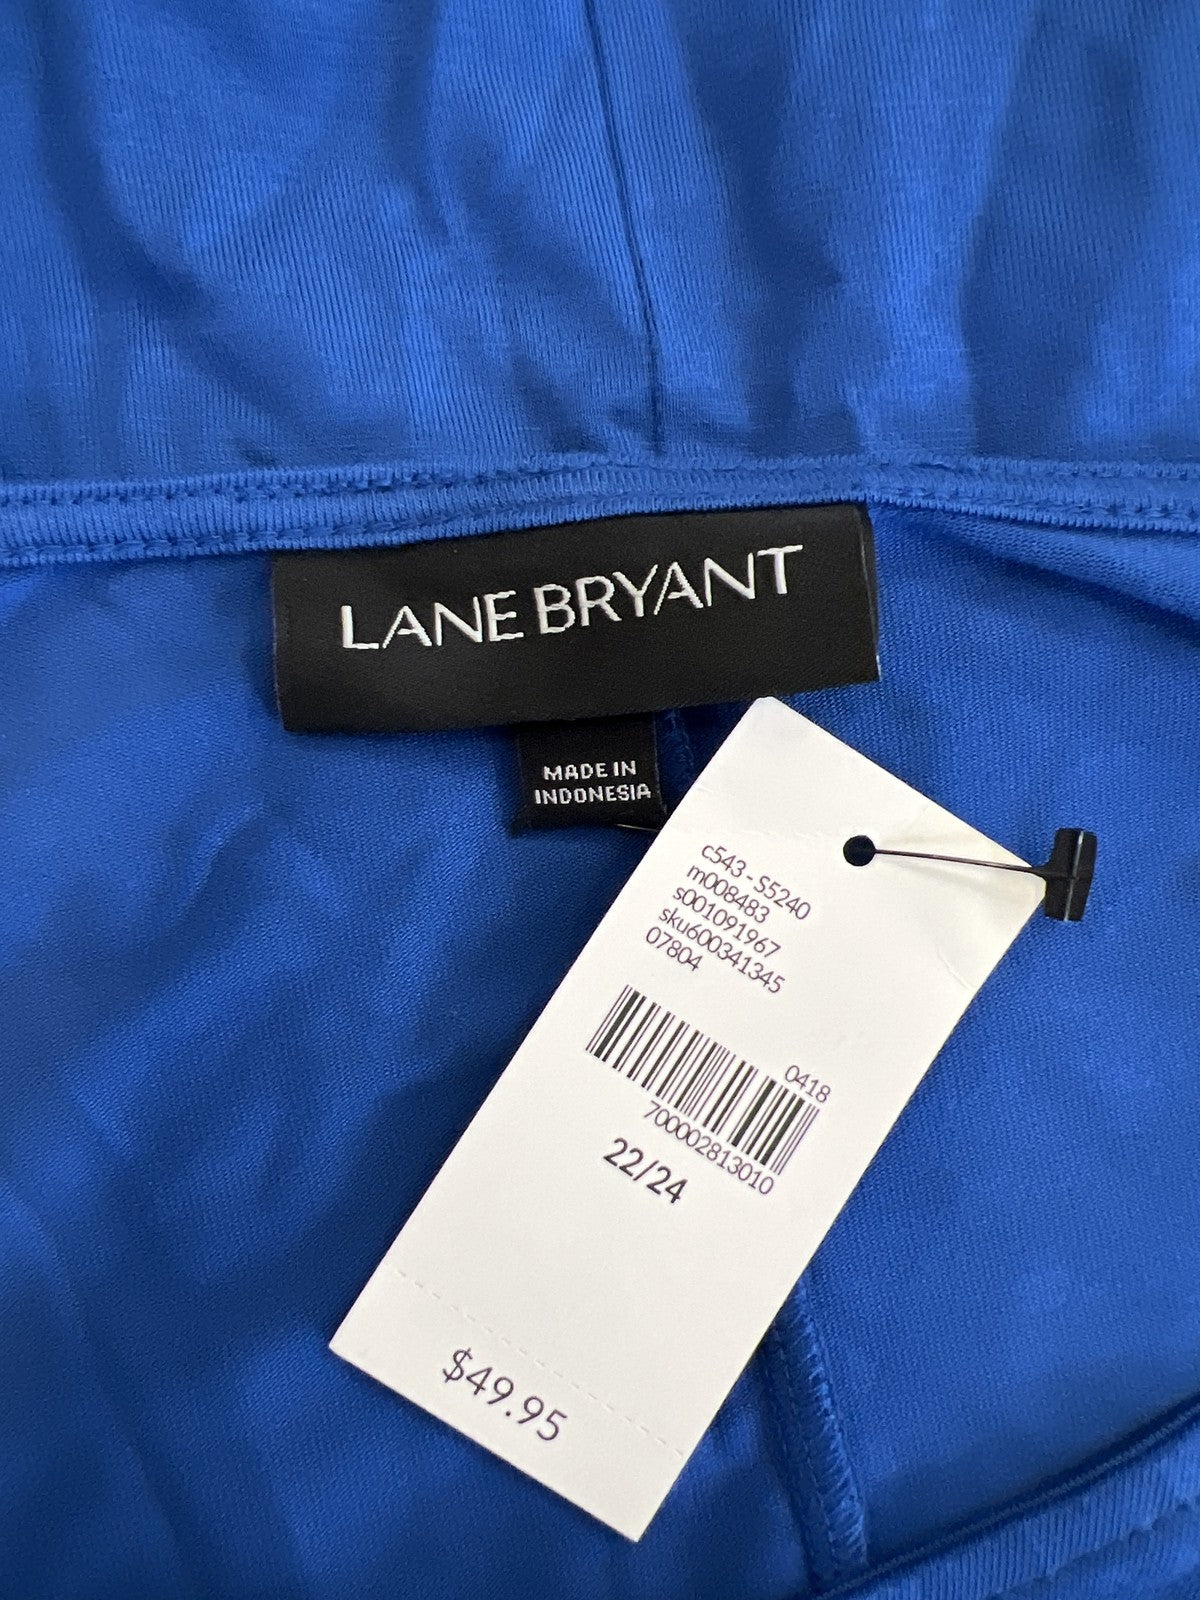 LANE BRYANT
MADE IN
INDONESIA
c543 - S5240
m008483
s001091967
sku600341345
07804
0418
700002813010
22/24
$49.95